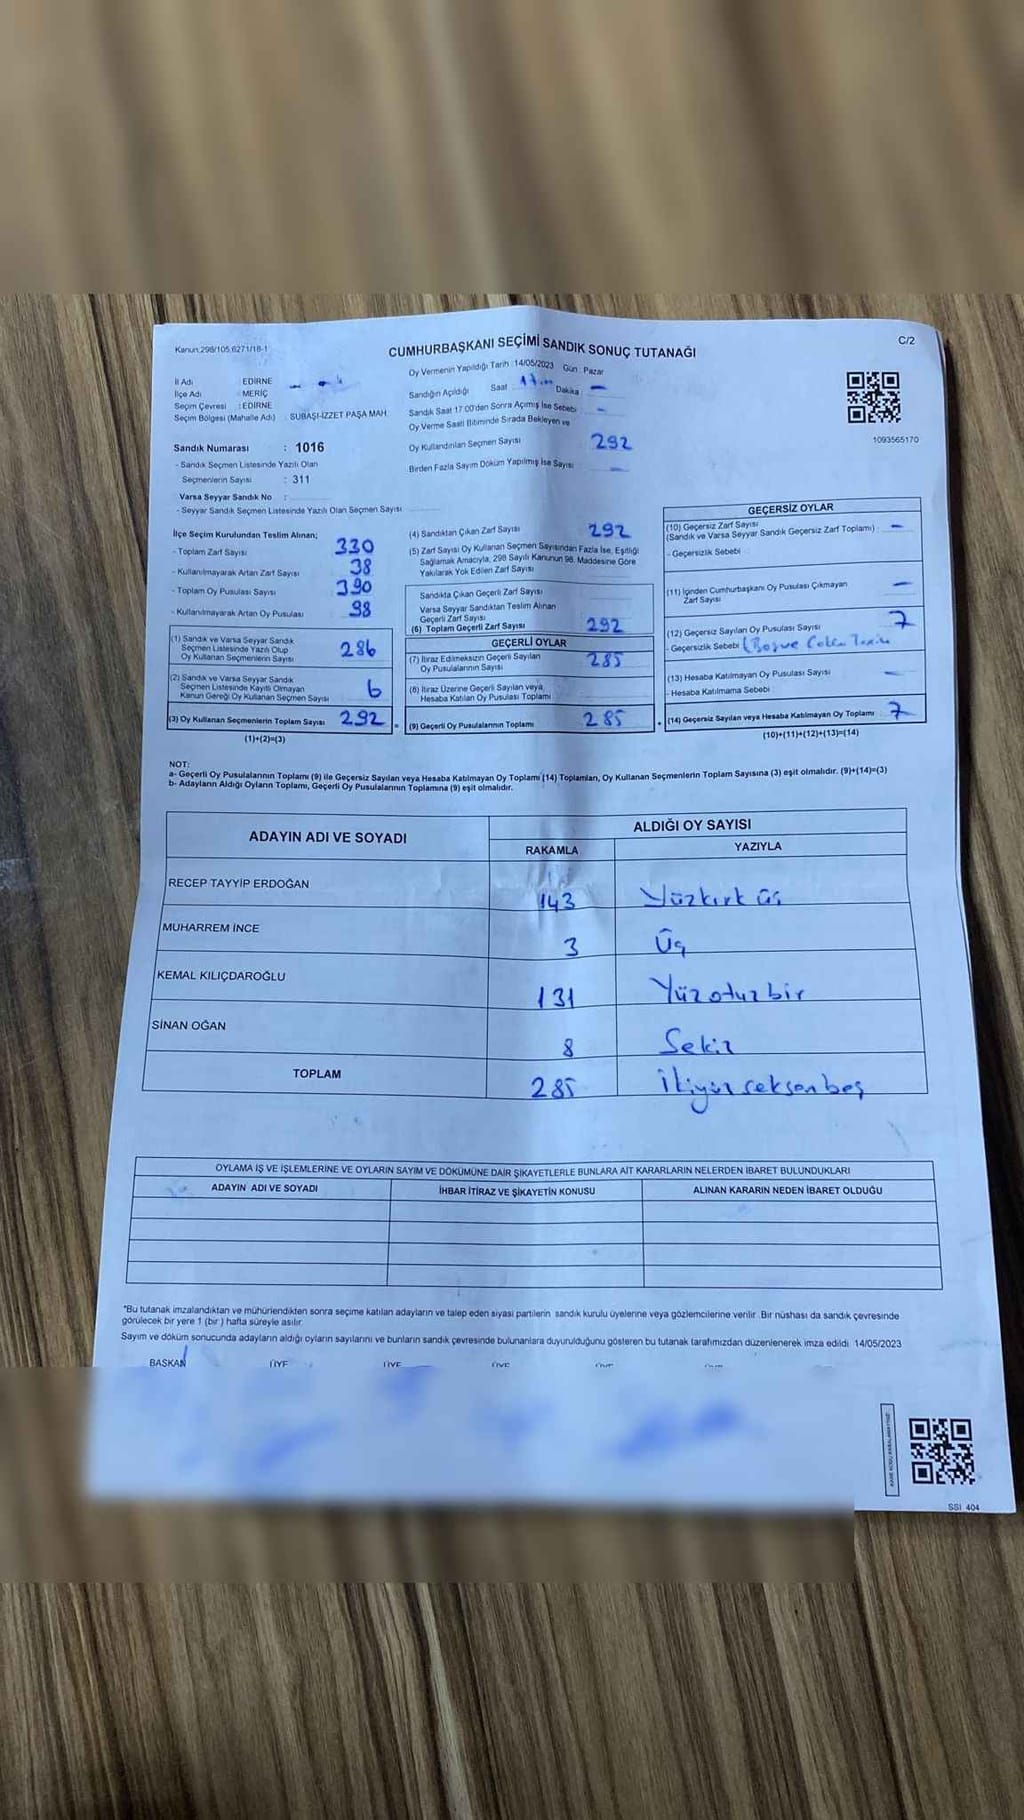 Kanun:298/105,6271/18-1
CUMHURBAŞKANI SEÇİMİ SANDIK SONUÇ TUTANAĞI
C/2
İl Adı : EDİRNE
İlçe Adı : MERİÇ
Seçim Çevresi : EDİRNE
Seçim Bölgesi (Mahalle Adı) : SUBAŞI-İZZET PAŞA MAH.
Sandık Numarası : 1016
- Sandık Seçmen Listesinde Yazılı Olan
Seçmenlerin Sayısı : 311
Varsa Seyyar Sandık No :
- Seyyar Sandık Seçmen Listesinde Yazılı Olan Seçmen Sayısı
Oy Vermenin Yapıldığı Tarih :14/05/2023 Gün :Pazar
Sandığın Açıldığı Saat 17.00 Dakika : -
Sandık Saat 17:00'den Sonra Açımış İse Sebebi -
Oy Verme Saati Bitiminde Sırada Bekleyen ve
Oy Kullandırılan Seçmen Sayısı 292
Birden Fazla Sayım Döküm Yapılmış İse Sayısı -
1093565170
İlçe Seçim Kurulundan Teslim Alınan;
- Toplam Zarf Sayısı 330
- Kullanılmayarak Artan Zarf Sayısı 38
- Toplam Oy Pusulası Sayısı 390
- Kullanılmayarak Artan Oy Pusulası 98
(1) Sandık ve Varsa Seyyar Sandık
Seçmen Listesinde Yazılı Olup
Oy Kullanan Seçmenlerin Sayısı 286
(2) Sandık ve Varsa Seyyar Sandık
Seçmen Listesinde Kayıtlı Olmayan
Kanun Gereği Oy Kullanan Seçmen Sayısı 6
(3) Oy Kullanan Seçmenlerin Toplam Sayısı 292 =
(1)+(2)=(3)
(4) Sandıktan Çıkan Zarf Sayısı 292
(5) Zarf Sayısı Oy Kullanan Seçmen Sayısından Fazla İse, Eşitliği
Sağlamak Amacıyla, 298 Sayılı Kanunun 98. Maddesine Göre
Yakılarak Yok Edilen Zarf Sayısı
Sandıkta Çıkan Geçerli Zarf Sayısı
Varsa Seyyar Sandıktan Teslim Alınan
Geçerli Zarf Sayısı
(6) Toplam Geçerli Zarf Sayısı 292
GEÇERLİ OYLAR
(7) İtiraz Edilmeksizin Geçerli Sayılan
Oy Pusulalarının Sayısı 285
(8) İtiraz Üzerine Geçerli Sayılan veya
Hesaba Katılan Oy Pusulası Toplamı
(9) Geçerli Oy Pusulalarının Toplamı 285 +
GEÇERSİZ OYLAR
(10) Geçersiz Zarf Sayısı
(Sandık ve Varsa Seyyar Sandık Geçersiz Zarf Toplamı) : -
- Geçersizlik Sebebi
(11) İçinden Cumhurbaşkanı Oy Pusulası Çıkmayan
Zarf Sayısı -
(12) Geçersiz Sayılan Oy Pusulası Sayısı 7
- Geçersizlik Sebebi
(13) Hesaba Katılmayan Oy Pusulası Sayısı -
- Hesaba Katılmama Sebebi
(14) Geçersiz Sayılan veya Hesaba Katılmayan Oy Toplamı 7
(10)+(11)+(12)+(13)=(14)
NOT:
a- Geçerli Oy Pusulalarının Toplamı (9) ile Geçersiz Sayılan veya Hesaba Katılmayan Oy Toplamı (14) Toplamları, Oy Kullanan Seçmenlerin Toplam Sayısına (3) eşit olmalıdır. (9)+(14)=(3)
b- Adayların Aldığı Oyların Toplamı, Geçerli Oy Pusulalarının Toplamına (9) eşit olmalıdır.
ADAYIN ADI VE SOYADI
ALDIĞI OY SAYISI
RAKAMLA YAZIYLA
RECEP TAYYİP ERDOĞAN 143 Yüzkırk üç
MUHARREM İNCE 3 Üç
KEMAL KILIÇDAROĞLU 131 Yüzotuzbir
SİNAN OĞAN 8 Sekiz
TOPLAM 285 İkiyüzseksenbeş
OYLAMA İŞ VE İŞLEMLERİNE VE OYLARIN SAYIM VE DÖKÜMÜNE DAİR ŞİKAYETLERLE BUNLARA AİT KARARLARIN NELERDEN İBARET BULUNDUKLARI
ADAYIN ADI VE SOYADI İHBAR İTİRAZ VE ŞİKAYETİN KONUSU ALINAN KARARIN NEDEN İBARET OLDUĞU
*Bu tutanak imzalandıktan ve mühürlendikten sonra seçime katılan adayların ve talep eden siyasi partilerin sandık kurulu üyelerine veya gözlemcilerine verilir. Bir nüshası da sandık çevresinde
görülecek bir yere 1 (bir ) hafta süreyle asılır.
Sayım ve döküm sonucunda adayların aldığı oyların sayılarını ve bunların sandık çevresinde bulunanlara duyurulduğunu gösteren bu tutanak tarafımızdan düzenlenerek imza edildi. 14/05/2023
BAŞKAN ÜYE ÜYE ÜYE ÜYE
SSI_404